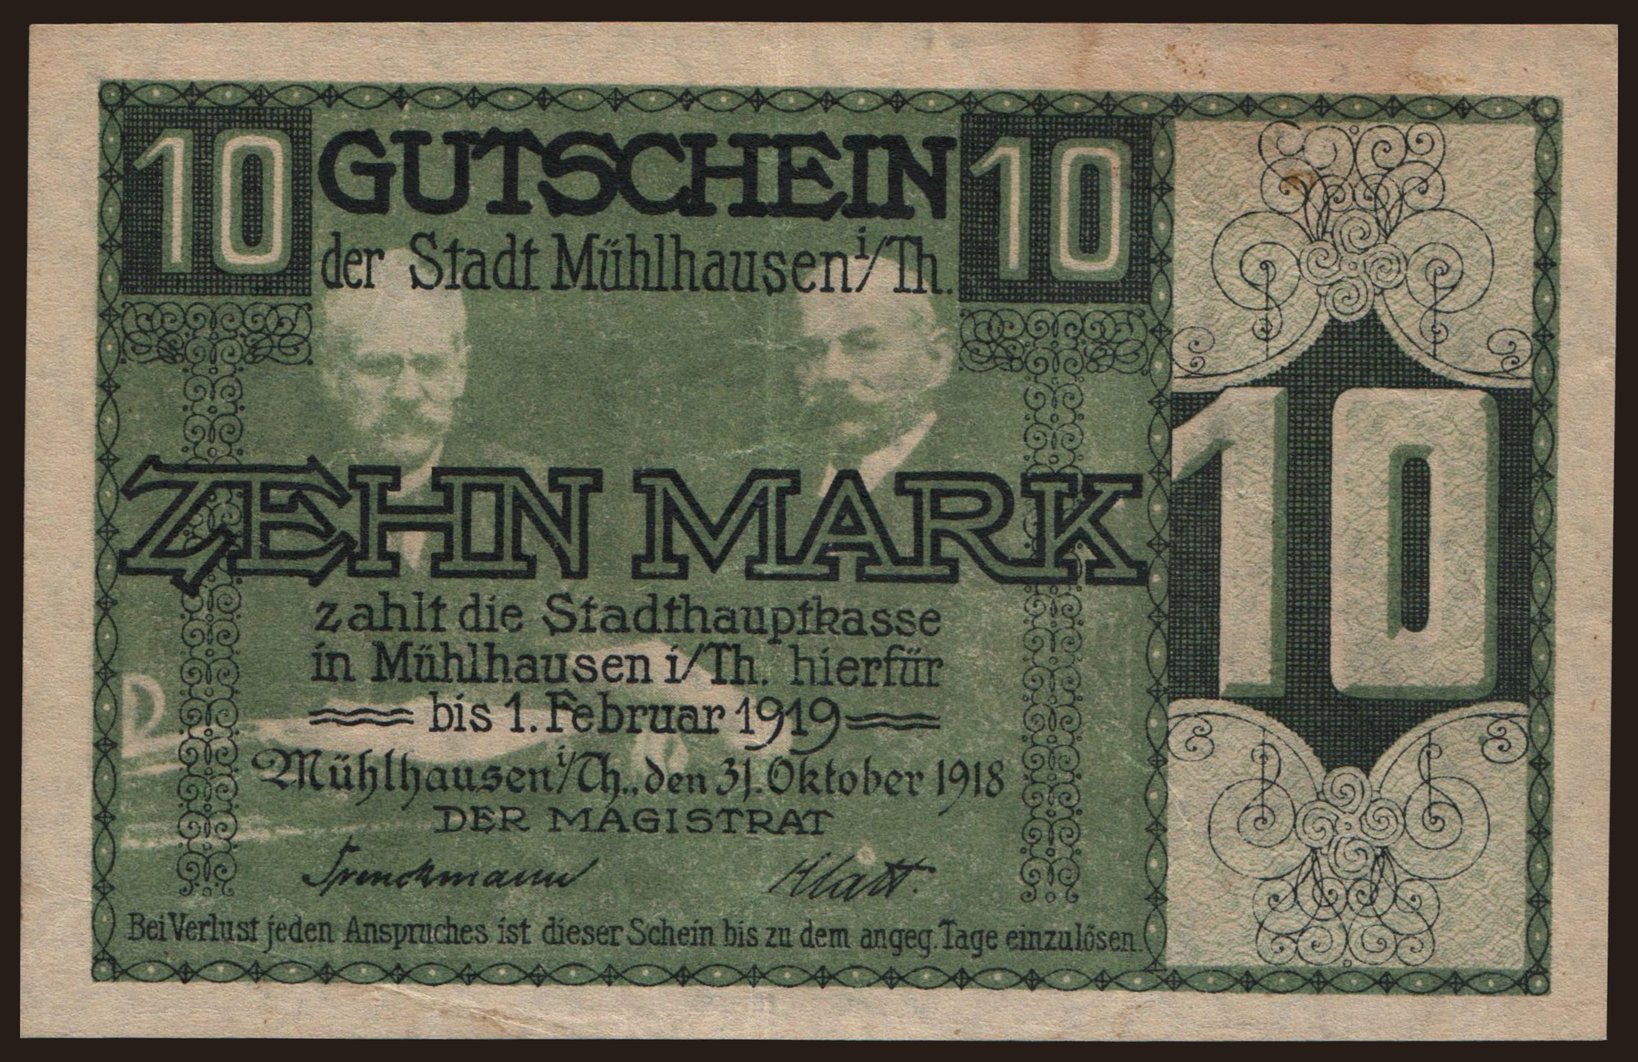 10 GUTSCHEIN 10
der Stadt Mühlhausen i/Th.
ZEHN MARK
10
zahlt die Stadthauptkasse
in Mühlhausen i/Th. hierfür
bis 1. Februar 1919
Mühlhausen i/Th., den 31. Oktober 1918
DER MAGISTRAT
Trenckmann Klatt.
Bei Verlust jeden Anspruches ist dieser Schein bis zu dem angeg. Tage einzulösen.